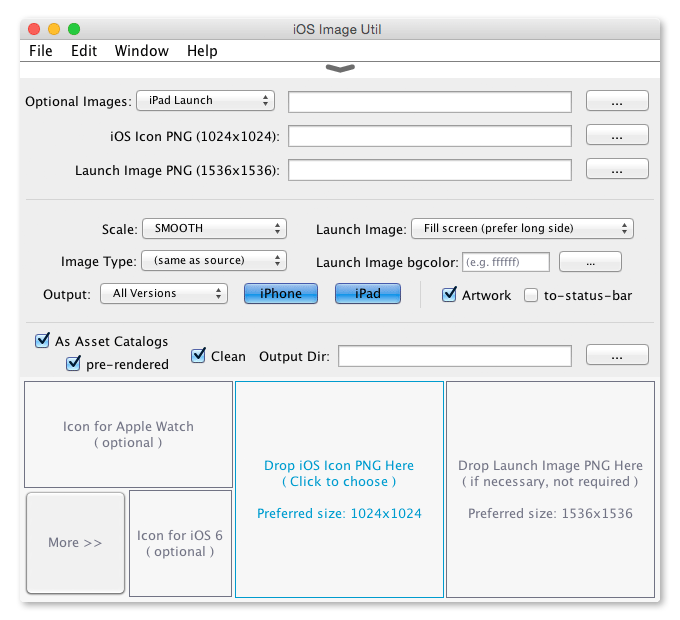 iOS Image Util
File Edit Window Help
Optional Images: iPad Launch ...
iOS Icon PNG (1024x1024): ...
Launch Image PNG (1536x1536): ...
Scale: SMOOTH Launch Image: Fill screen (prefer long side)
Image Type: (same as source) Launch Image bgcolor: (e.g. ffffff) ...
Output: All Versions iPhone iPad Artwork to-status-bar
As Asset Catalogs
pre-rendered Clean Output Dir: ...
Icon for Apple Watch
( optional )
More >>
Icon for iOS 6
( optional )
Drop iOS Icon PNG Here
( Click to choose )
Preferred size: 1024x1024
Drop Launch Image PNG Here
( if necessary, not required )
Preferred size: 1536x1536